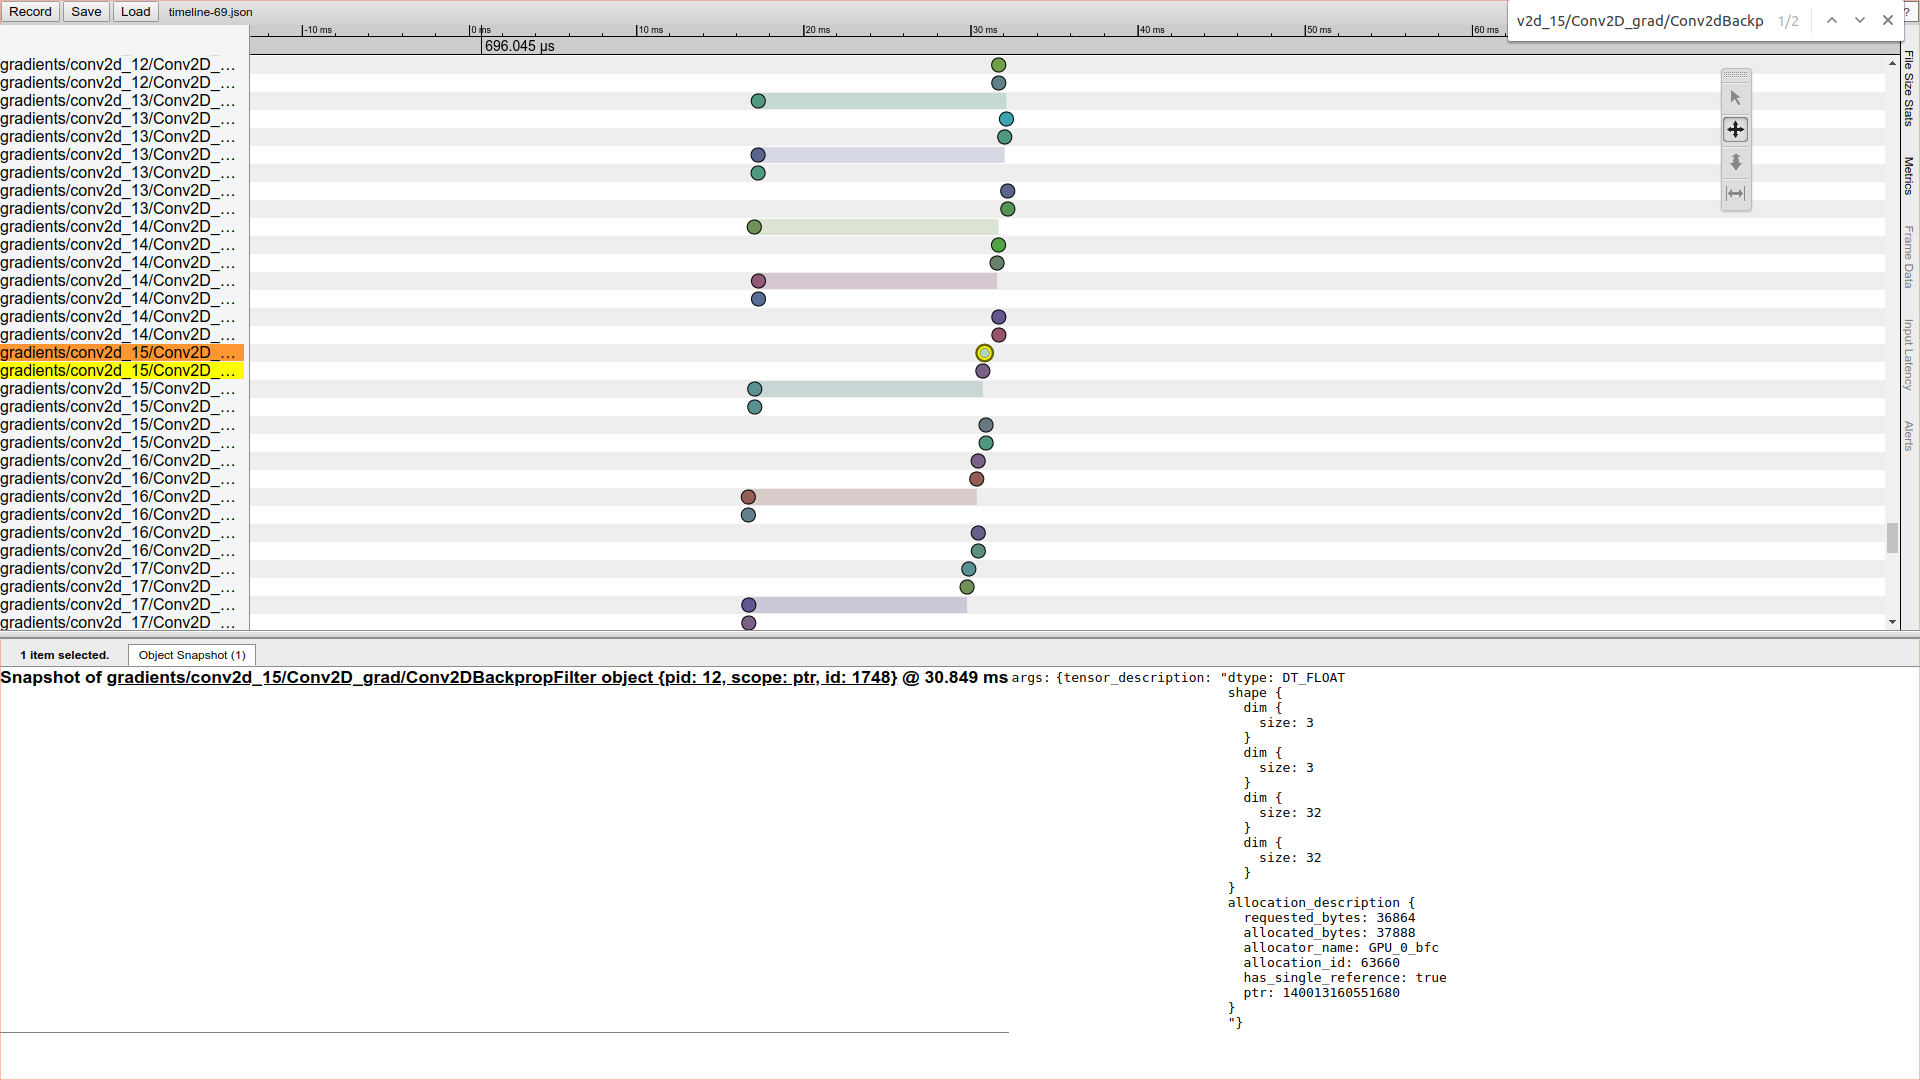 Record Save Load timeline-69.json
v2d_15/Conv2D_grad/Conv2dBackp 1/2
?
-10 ms 0 ms 10 ms 20 ms 30 ms 40 ms 50 ms 60 ms
696.045 µs
gradients/conv2d_12/Conv2D_...
gradients/conv2d_12/Conv2D_...
gradients/conv2d_13/Conv2D_...
gradients/conv2d_13/Conv2D_...
gradients/conv2d_13/Conv2D_...
gradients/conv2d_13/Conv2D_...
gradients/conv2d_13/Conv2D_...
gradients/conv2d_13/Conv2D_...
gradients/conv2d_13/Conv2D_...
gradients/conv2d_14/Conv2D_...
gradients/conv2d_14/Conv2D_...
gradients/conv2d_14/Conv2D_...
gradients/conv2d_14/Conv2D_...
gradients/conv2d_14/Conv2D_...
gradients/conv2d_14/Conv2D_...
gradients/conv2d_14/Conv2D_...
gradients/conv2d_15/Conv2D_...
gradients/conv2d_15/Conv2D_...
gradients/conv2d_15/Conv2D_...
gradients/conv2d_15/Conv2D_...
gradients/conv2d_15/Conv2D_...
gradients/conv2d_15/Conv2D_...
gradients/conv2d_16/Conv2D_...
gradients/conv2d_16/Conv2D_...
gradients/conv2d_16/Conv2D_...
gradients/conv2d_16/Conv2D_...
gradients/conv2d_16/Conv2D_...
gradients/conv2d_16/Conv2D_...
gradients/conv2d_17/Conv2D_...
gradients/conv2d_17/Conv2D_...
gradients/conv2d_17/Conv2D_...
gradients/conv2d_17/Conv2D_...
File Size Stats
Metrics
Frame Data
Input Latency
Alerts
1 item selected. Object Snapshot (1)
Snapshot of gradients/conv2d_15/Conv2D_grad/Conv2DBackpropFilter object {pid: 12, scope: ptr, id: 1748} @ 30.849 ms args: {tensor_description: "dtype: DT_FLOAT
shape {
dim {
size: 3
}
dim {
size: 3
}
dim {
size: 32
}
dim {
size: 32
}
}
allocation_description {
requested_bytes: 36864
allocated_bytes: 37888
allocator_name: GPU_0_bfc
allocation_id: 63660
has_single_reference: true
ptr: 140013160551680
}
"}